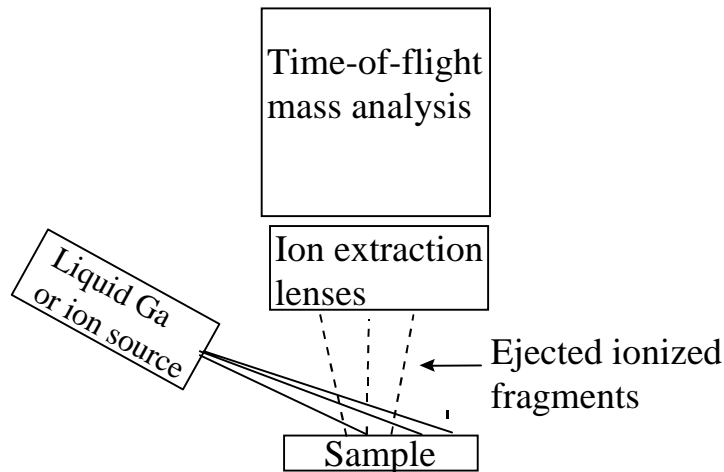 Time-of-flight
mass analysis
Ion extraction
lenses
Liquid Ga
or ion source
Ejected ionized
fragments
Sample